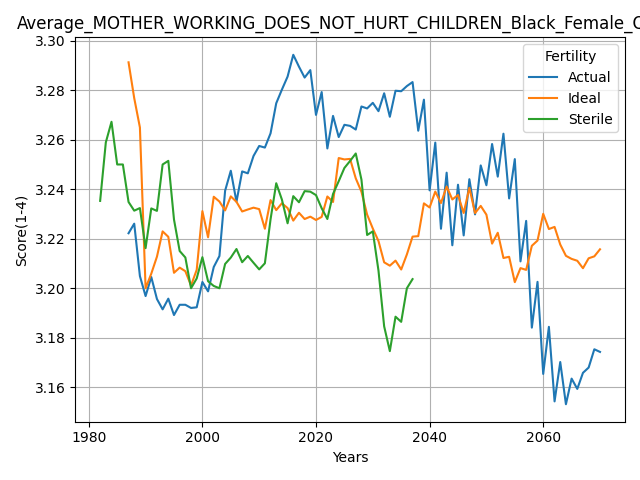 Average_MOTHER_WORKING_DOES_NOT_HURT_CHILDREN_Black_Female_
3.30
3.28
3.26
3.24
3.22
3.20
3.18
3.16
Score(1-4)
Fertility
Actual
Ideal
Sterile
1980
2000
2020
2040
2060
Years